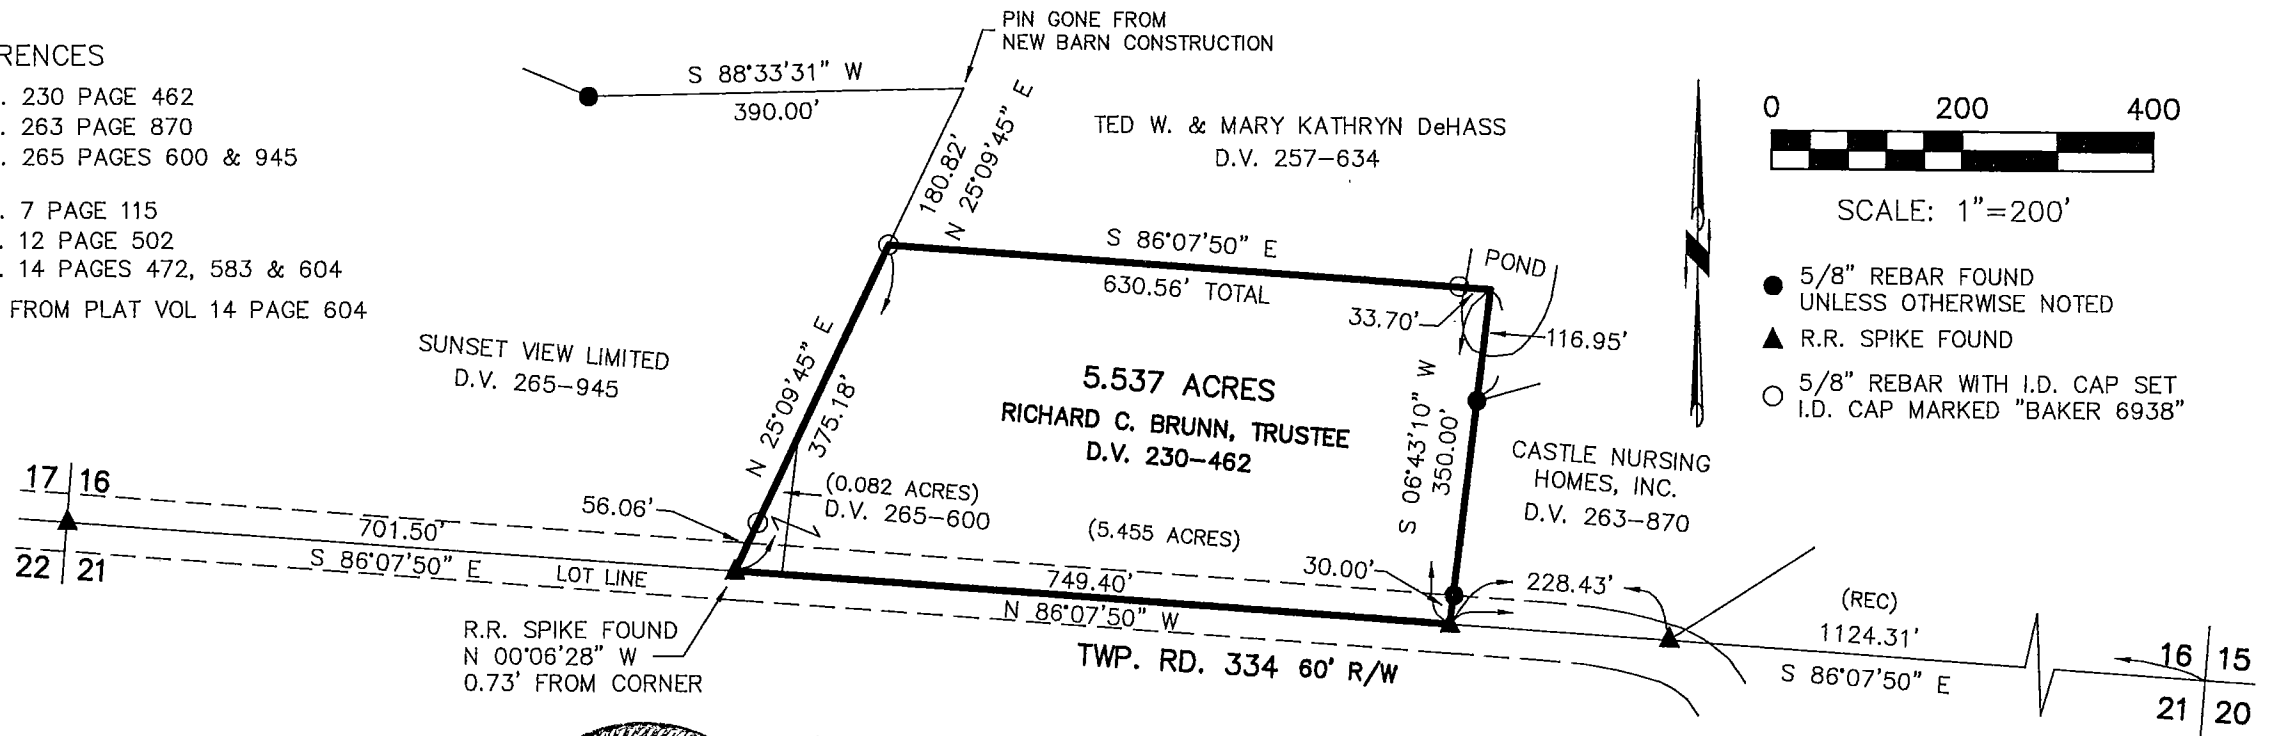 RENCES
. 230 PAGE 462
. 263 PAGE 870
. 265 PAGES 600 & 945
. 7 PAGE 115
. 12 PAGE 502
. 14 PAGES 472, 583 & 604
FROM PLAT VOL 14 PAGE 604
PIN GONE FROM
NEW BARN CONSTRUCTION
S 88°33'31" W
390.00'
180.82'
N 25°09'45" E
TED W. & MARY KATHRYN DeHASS
D.V. 257-634
0 200 400
SCALE: 1"=200'
5/8" REBAR FOUND
UNLESS OTHERWISE NOTED
R.R. SPIKE FOUND
5/8" REBAR WITH I.D. CAP SET
I.D. CAP MARKED "BAKER 6938"
S 86°07'50" E
630.56' TOTAL
POND
33.70'
116.95'
SUNSET VIEW LIMITED
D.V. 265-945
N 25°09'45" E
375.18'
5.537 ACRES
RICHARD C. BRUNN, TRUSTEE
D.V. 230-462
S 06°43'10" W
350.00'
CASTLE NURSING
HOMES, INC.
D.V. 263-870
17 16
22 21
56.06'
(0.082 ACRES)
D.V. 265-600
(5.455 ACRES)
701.50'
S 86°07'50" E
LOT LINE
30.00'
749.40'
N 86°07'50" W
228.43'
(REC)
1124.31'
S 86°07'50" E
R.R. SPIKE FOUND
N 00°06'28" W
0.73' FROM CORNER
TWP. RD. 334 60' R/W
16 15
21 20